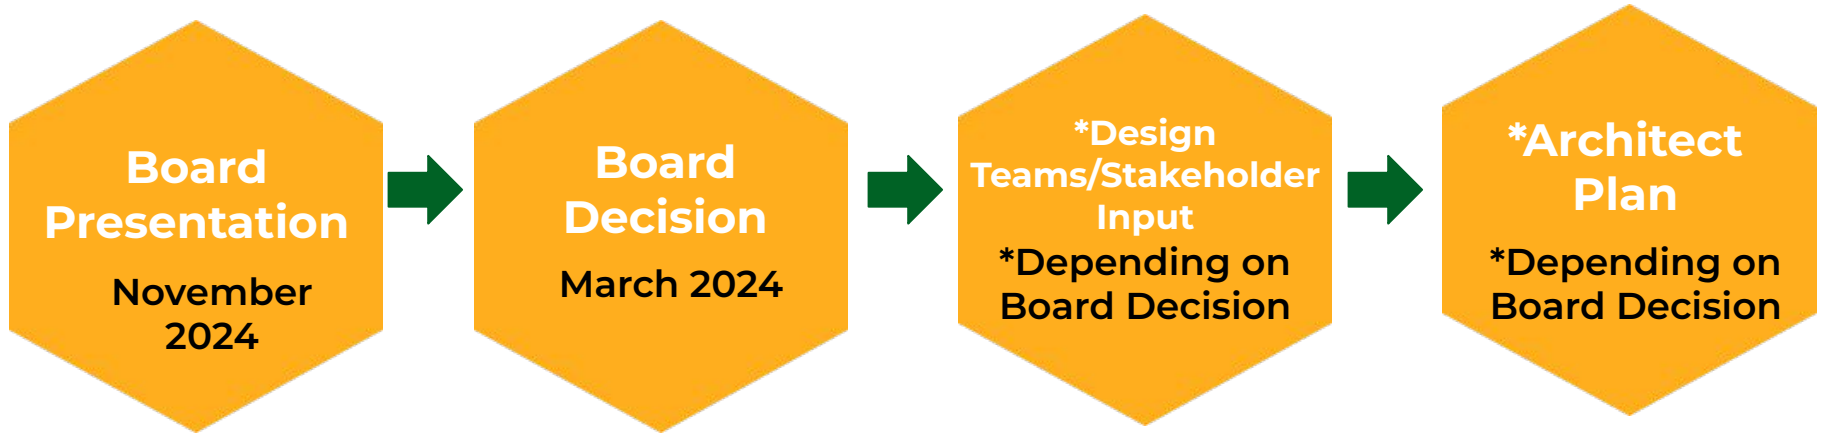 Board
Presentation
November
2024
Board
Decision
March 2024
*Design
Teams/Stakeholder
Input
*Depending on
Board Decision
*Architect
Plan
*Depending on
Board Decision